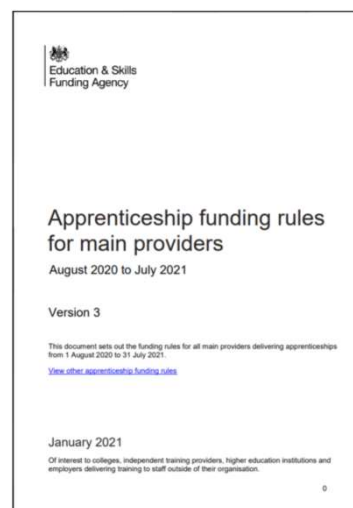 Education & Skills
Funding Agency
Apprenticeship funding rules
for main providers
August 2020 to July 2021
Version 3
This document sets out the funding rules for all main providers delivering apprenticeships
from 1 August 2020 to 31 July 2021.
View other apprenticeship funding rules
January 2021
Of interest to colleges, independent training providers, higher education institutions and
employers delivering training to staff outside of their organisation.
0